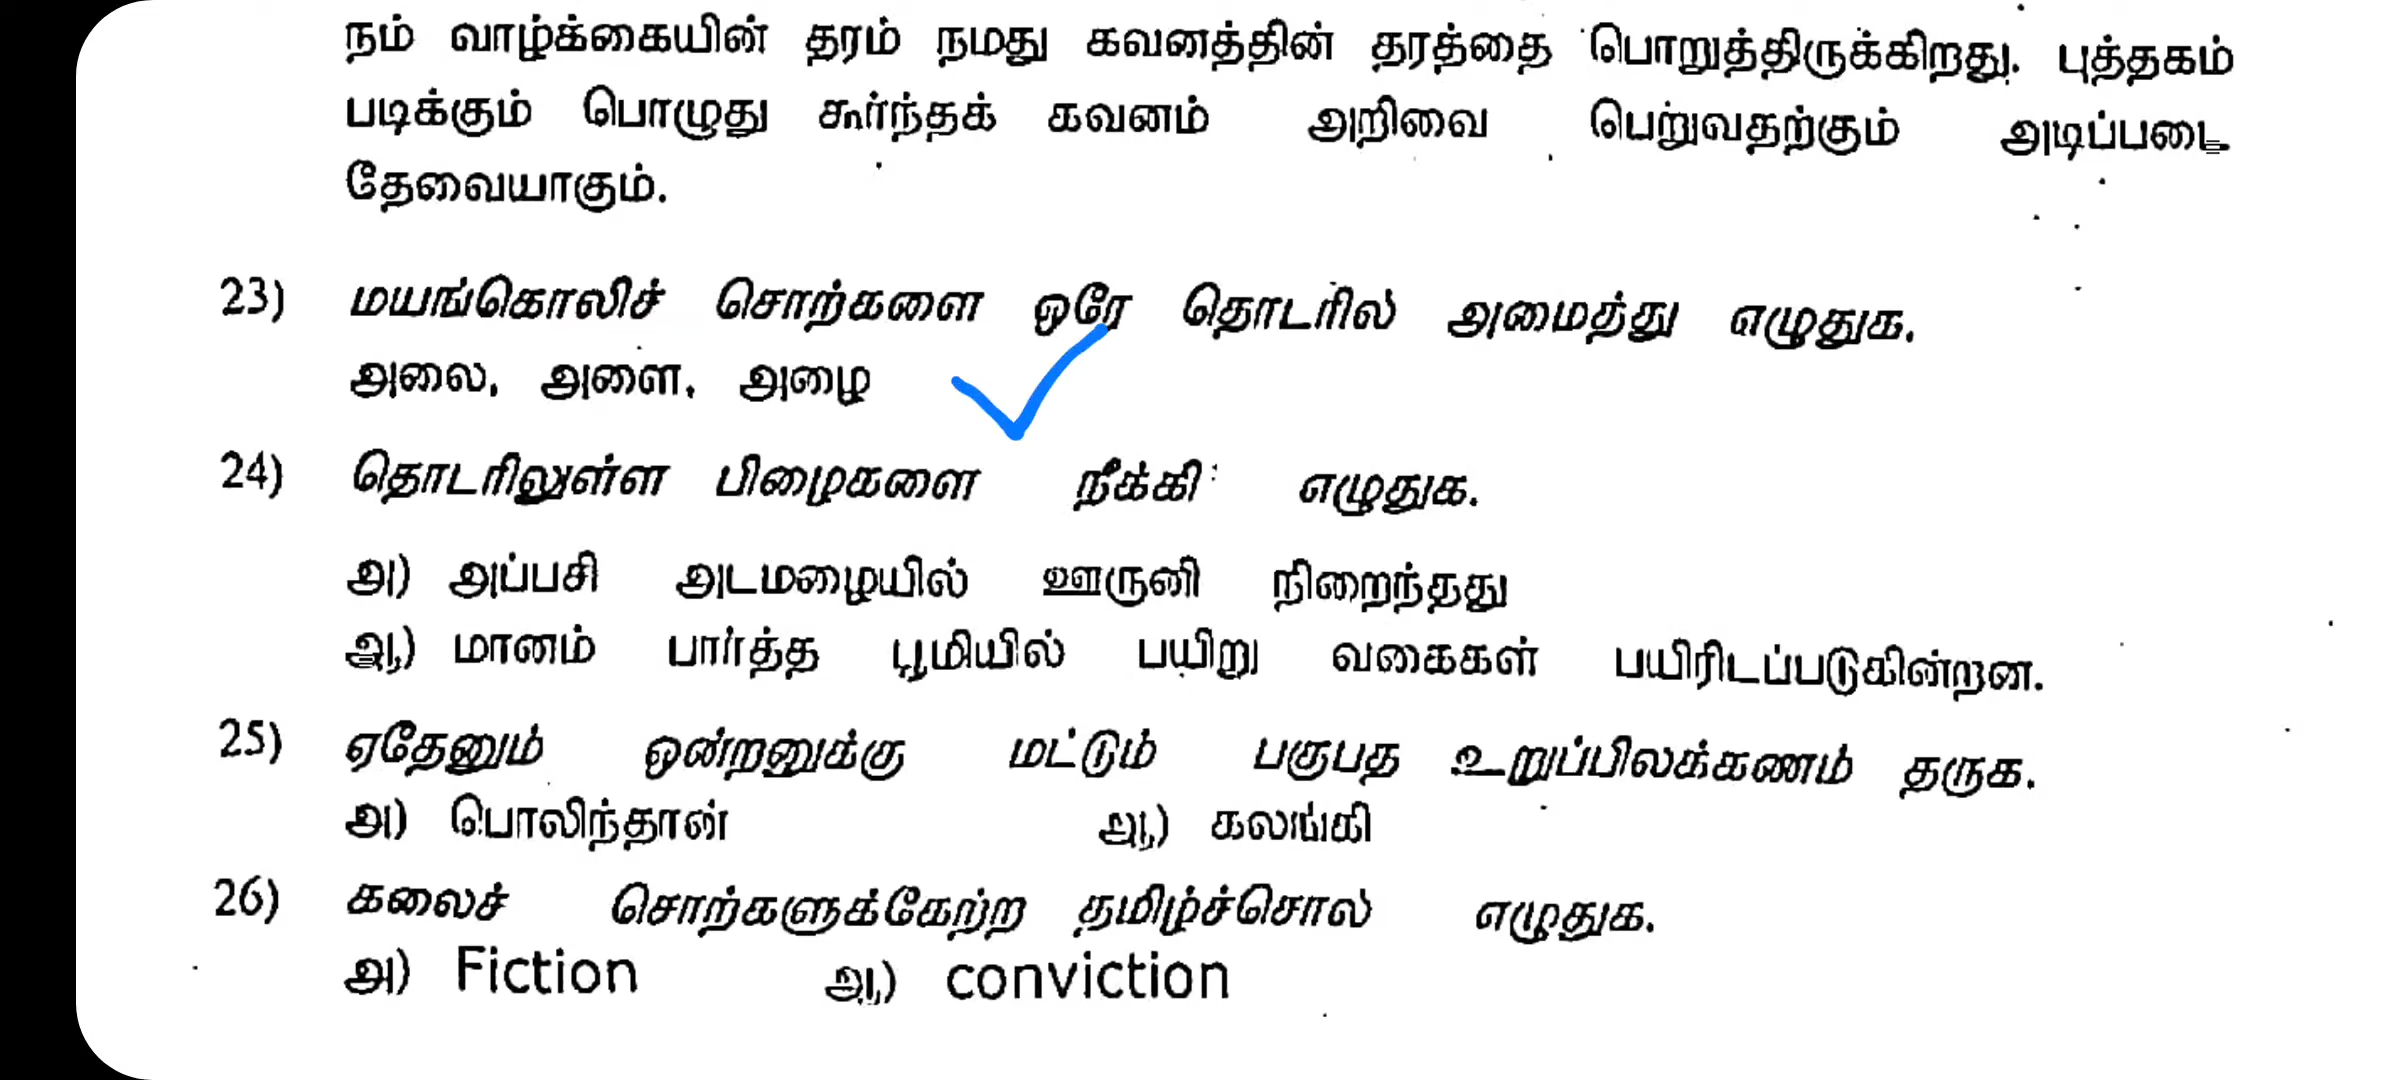 நம் வாழ்க்கையின் தரம் நமது கவனத்தின் தரத்தை பொறுத்திருக்கிறது. புத்தகம்
படிக்கும் பொழுது கூர்ந்தக் கவனம் அறிவை பெற்றுவதற்கும் அடிப்படை
தேவையாகும்.
23) மயங்கொலிச் சொற்களை ஒரே தொடரில் அமைத்து எழுதுக.
அலை, அளை, அழை
24) தொடரிலுள்ள பிழைகளை நீக்கி எழுதுக.
அ) அப்பசி அடமழையில் ஊருனி நிறைந்தது
ஆ) மானம் பார்த்த பூமியில் பயிறு வகைகள் பயிரிடப்படுகின்றன.
25) ஏதேனும் ஒன்றனுக்கு மட்டும் பகுபத உறுப்பிலக்கணம் தருக.
அ) பொலிந்தான் ஆ) கலங்கி
26) கலைச் சொற்களுக்கேற்ற தமிழ்ச்சொல் எழுதுக.
அ) Fiction ஆ) conviction